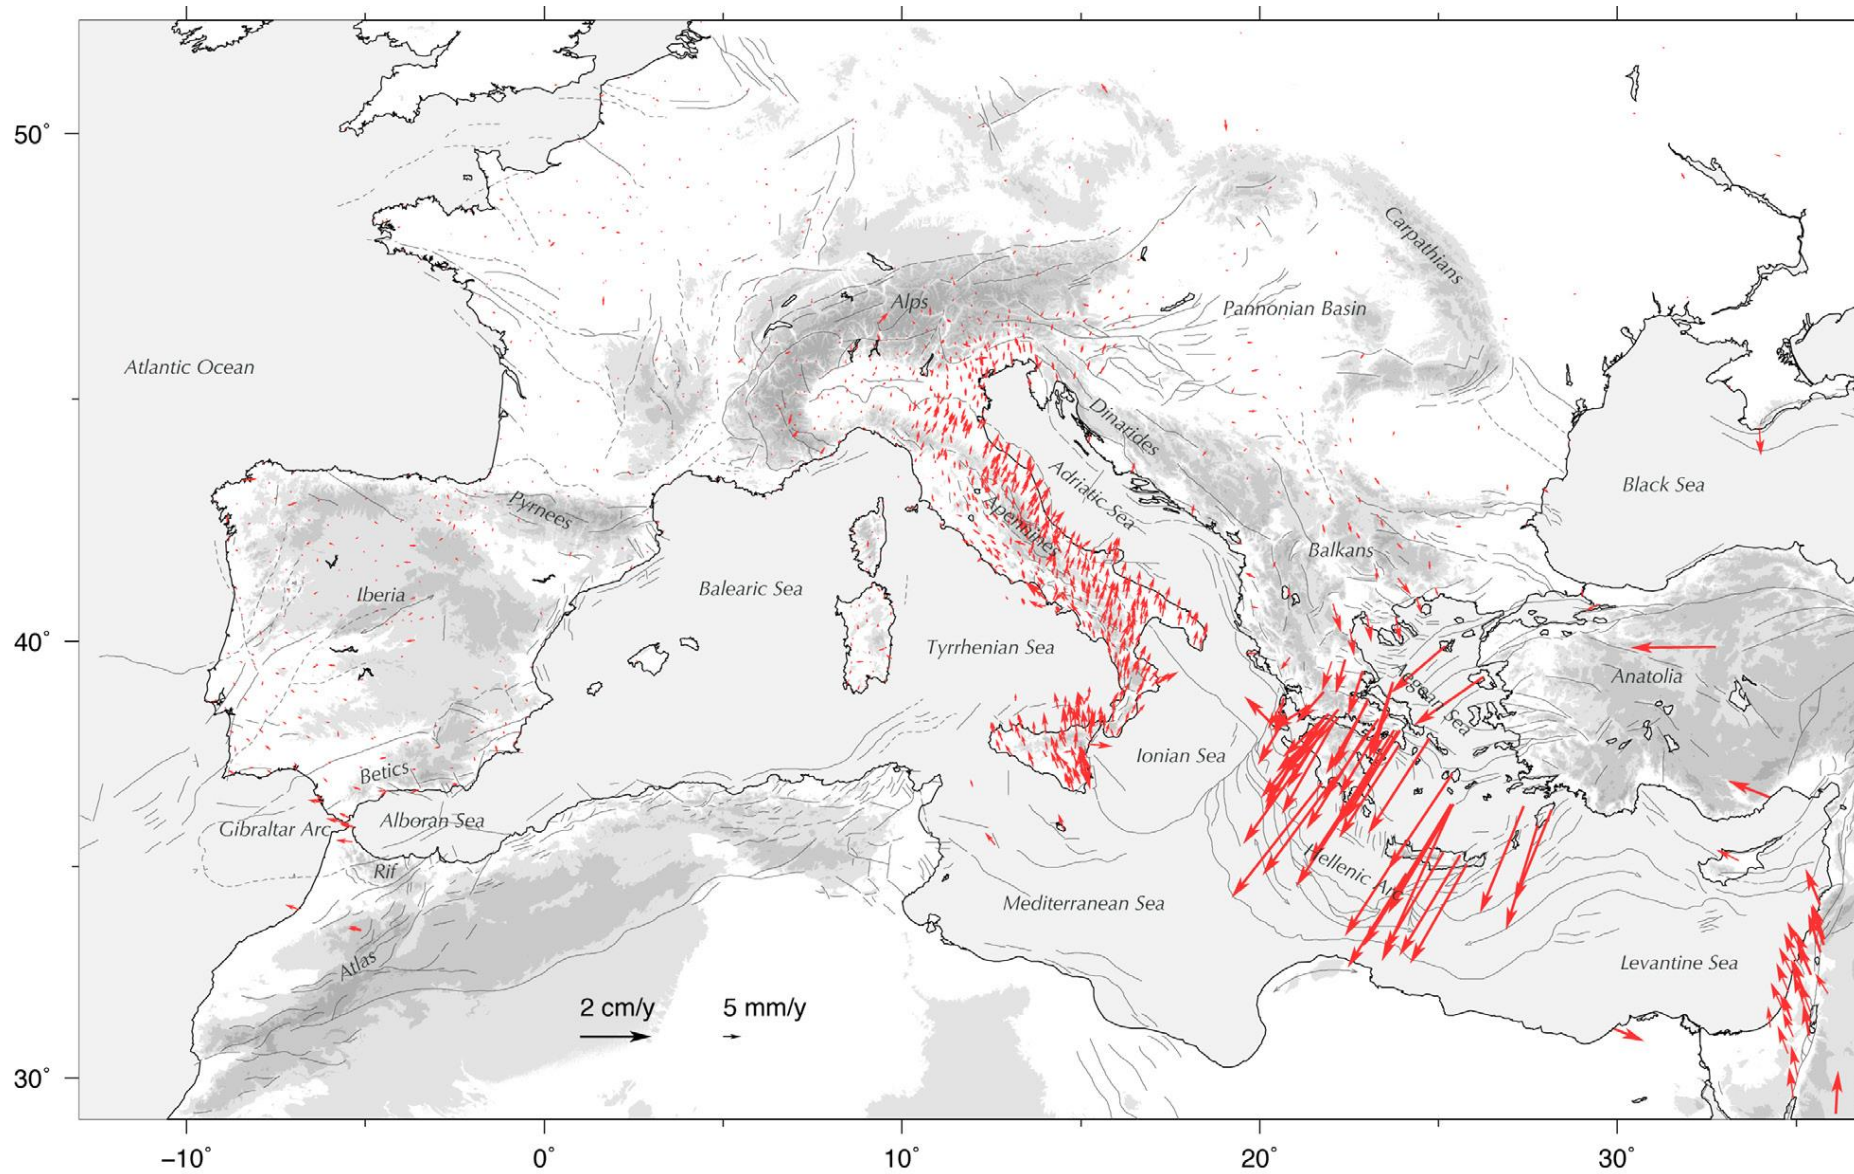 50°
Carpathians
Alps
Pannonian Basin
Atlantic Ocean
Dinarides
Adriatic Sea
Black Sea
Pyrnees
Apennines
Balkans
Iberia
Balearic Sea
40°
Tyrrhenian Sea
Aegean Sea
Anatolia
Ionian Sea
Betics
Gibraltar Arc
Alboran Sea
Rif
Hellenic Arc
Mediterranean Sea
Atlas
Levantine Sea
2 cm/y
5 mm/y
30°
−10°
0°
10°
20°
30°